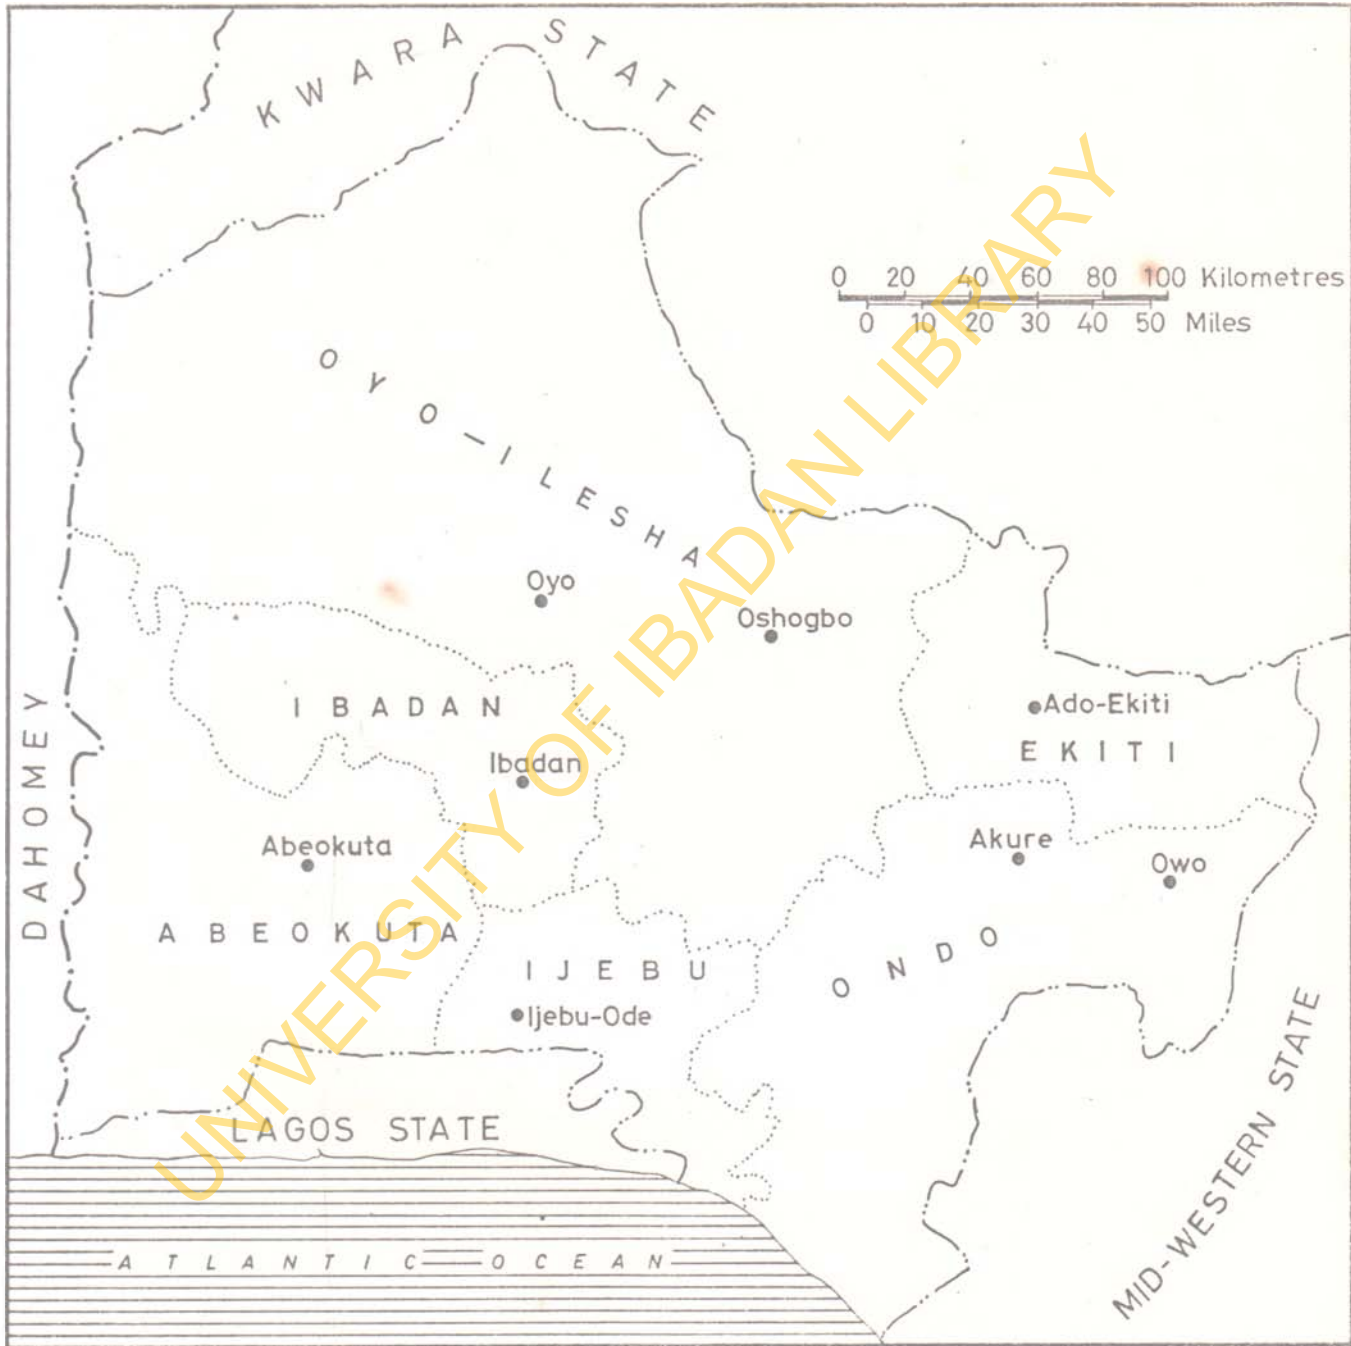 KWARA STATE
0 20 40 60 80 100 Kilometres
0 10 20 30 40 50 Miles
OYO-ILESHA
Oyo
Oshogbo
IBADAN
Ado-Ekiti
EKITI
DAHOMEY
Ibadan
Abeokuta
Akure
Owo
ABEOKUTA
IJEBU
ONDO
Ijebu-Ode
LAGOS STATE
MID-WESTERN STATE
ATLANTIC OCEAN
UNIVERSITY OF IBADAN LIBRARY